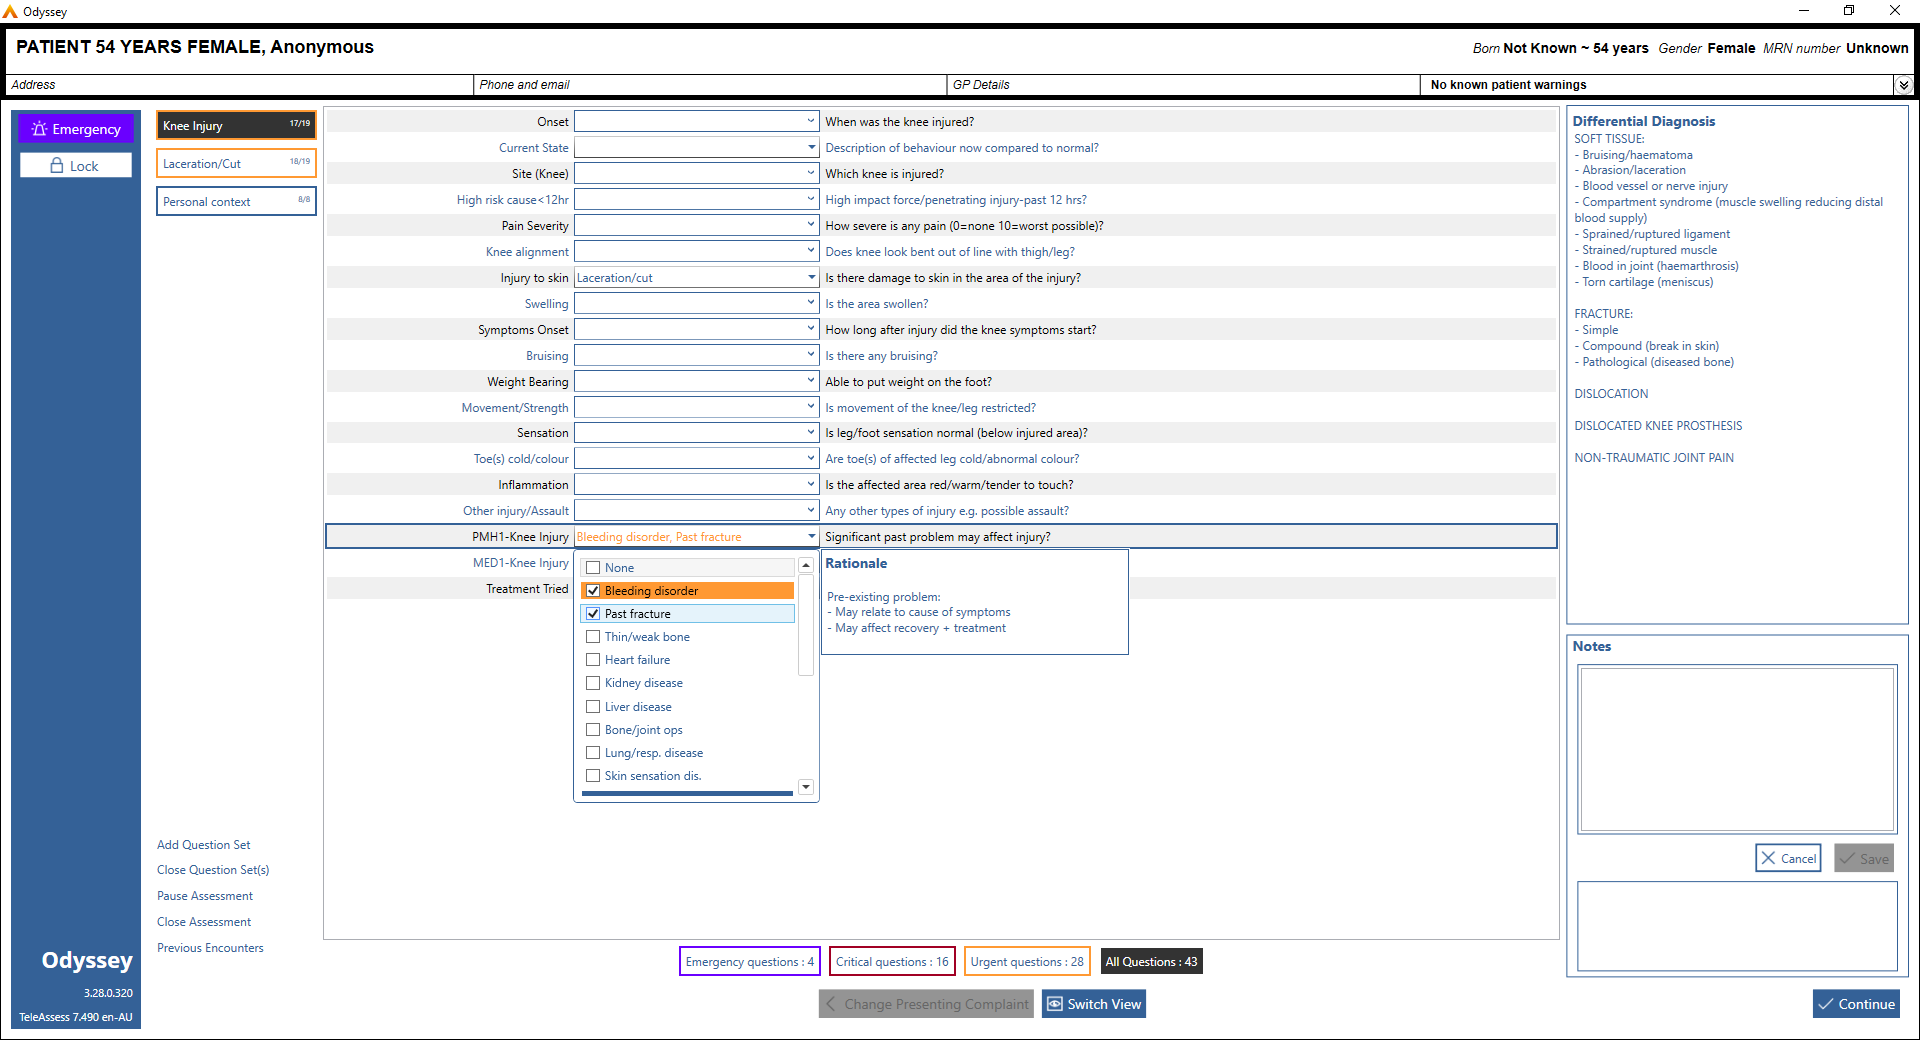 Odyssey
PATIENT 54 YEARS FEMALE, Anonymous
Born Not Known ~ 54 years Gender Female MRN number Unknown
Address
Phone and email
GP Details
No known patient warnings
Emergency
Lock
Knee Injury 17/19
Laceration/Cut 18/19
Personal context 8/8
Onset When was the knee injured?
Current State Description of behaviour now compared to normal?
Site (Knee) Which knee is injured?
High risk cause<12hr High impact force/penetrating injury-past 12 hrs?
Pain Severity How severe is any pain (0=none 10=worst possible)?
Knee alignment Does knee look bent out of line with thigh/leg?
Injury to skin Laceration/cut Is there damage to skin in the area of the injury?
Swelling Is the area swollen?
Symptoms Onset How long after injury did the knee symptoms start?
Bruising Is there any bruising?
Weight Bearing Able to put weight on the foot?
Movement/Strength Is movement of the knee/leg restricted?
Sensation Is leg/foot sensation normal (below injured area)?
Toe(s) cold/colour Are toe(s) of affected leg cold/abnormal colour?
Inflammation Is the affected area red/warm/tender to touch?
Other injury/Assault Any other types of injury e.g. possible assault?
PMH1-Knee Injury Bleeding disorder, Past fracture Significant past problem may affect injury?
MED1-Knee Injury
Treatment Tried
None
Bleeding disorder
Past fracture
Thin/weak bone
Heart failure
Kidney disease
Liver disease
Bone/joint ops
Lung/resp. disease
Skin sensation dis.
Rationale
Pre-existing problem:
- May relate to cause of symptoms
- May affect recovery + treatment
Differential Diagnosis
SOFT TISSUE:
- Bruising/haematoma
- Abrasion/laceration
- Blood vessel or nerve injury
- Compartment syndrome (muscle swelling reducing distal
blood supply)
- Sprained/ruptured ligament
- Strained/ruptured muscle
- Blood in joint (haemarthrosis)
- Torn cartilage (meniscus)
FRACTURE:
- Simple
- Compound (break in skin)
- Pathological (diseased bone)
DISLOCATION
DISLOCATED KNEE PROSTHESIS
NON-TRAUMATIC JOINT PAIN
Notes
Cancel
Save
Add Question Set
Close Question Set(s)
Pause Assessment
Close Assessment
Previous Encounters
Odyssey
3.28.0.320
TeleAssess 7.490 en-AU
Emergency questions : 4
Critical questions : 16
Urgent questions : 28
All Questions : 43
Change Presenting Complaint
Switch View
Continue